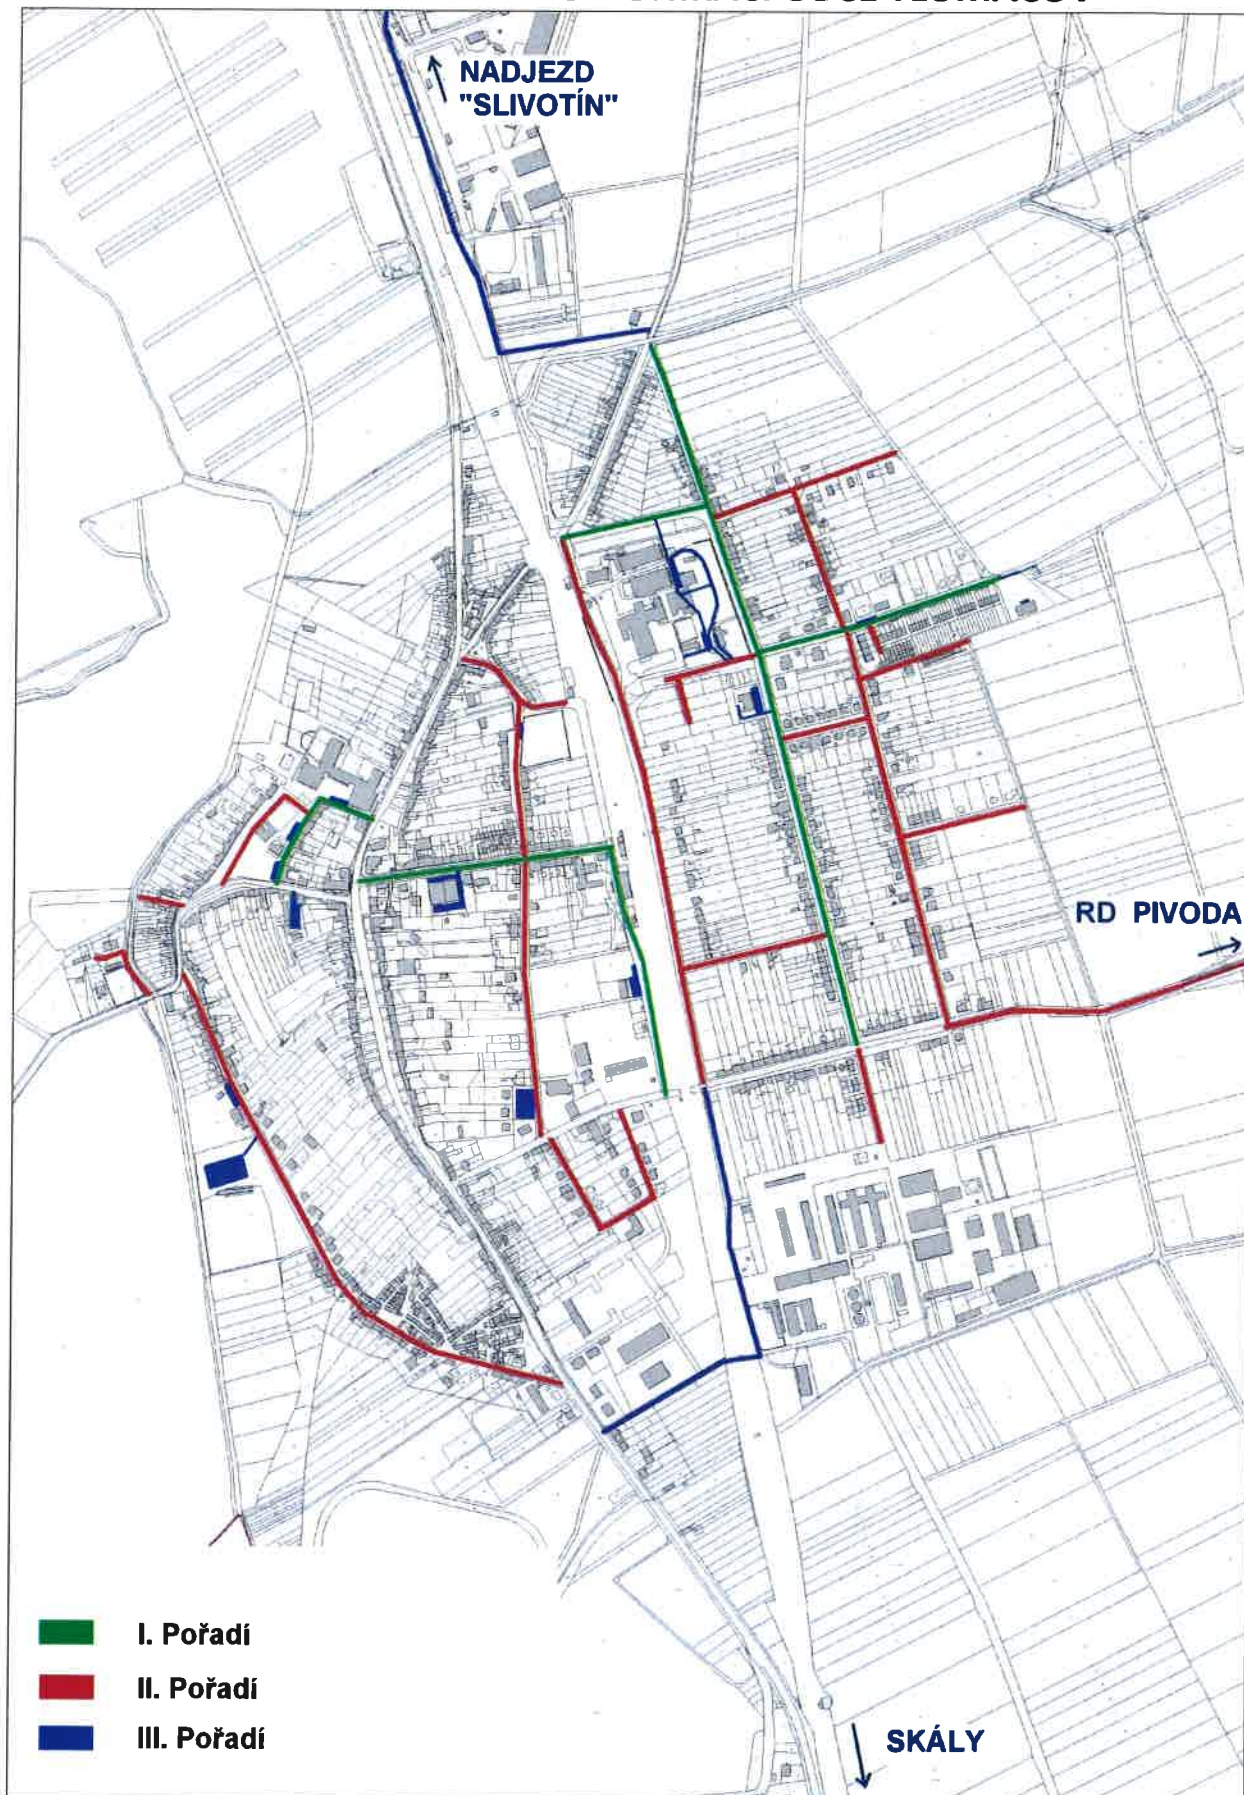 NADJEZD
"SLIVOTÍN"
RD PIVODA
I. Pořadí
II. Pořadí
III. Pořadí
SKÁLY